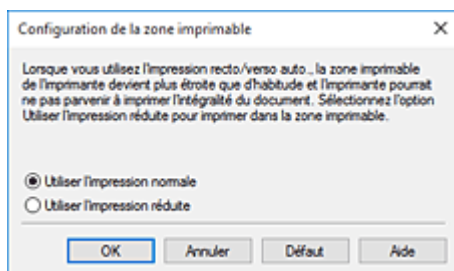 Configuration de la zone imprimable
Lorsque vous utilisez l'impression recto/verso auto., la zone imprimable
de l'imprimante devient plus étroite que d'habitude et l'imprimante pourrait
ne pas parvenir à imprimer l'intégralité du document. Sélectionnez l'option
Utiliser l'impression réduite pour imprimer dans la zone imprimable.
Utiliser l'impression normale
Utiliser l'impression réduite
OK Annuler Défaut Aide